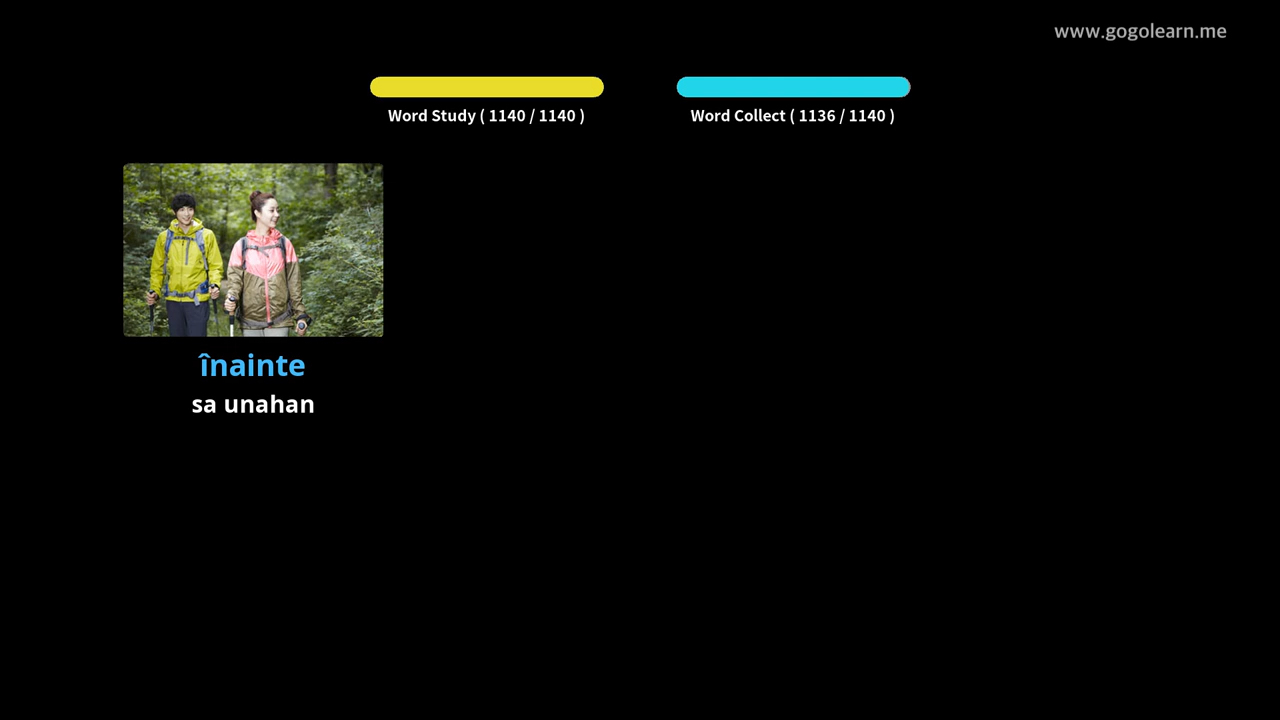 www.gogolearn.me
Word Study ( 1140 / 1140 )
Word Collect ( 1136 / 1140 )
înainte
sa unahan